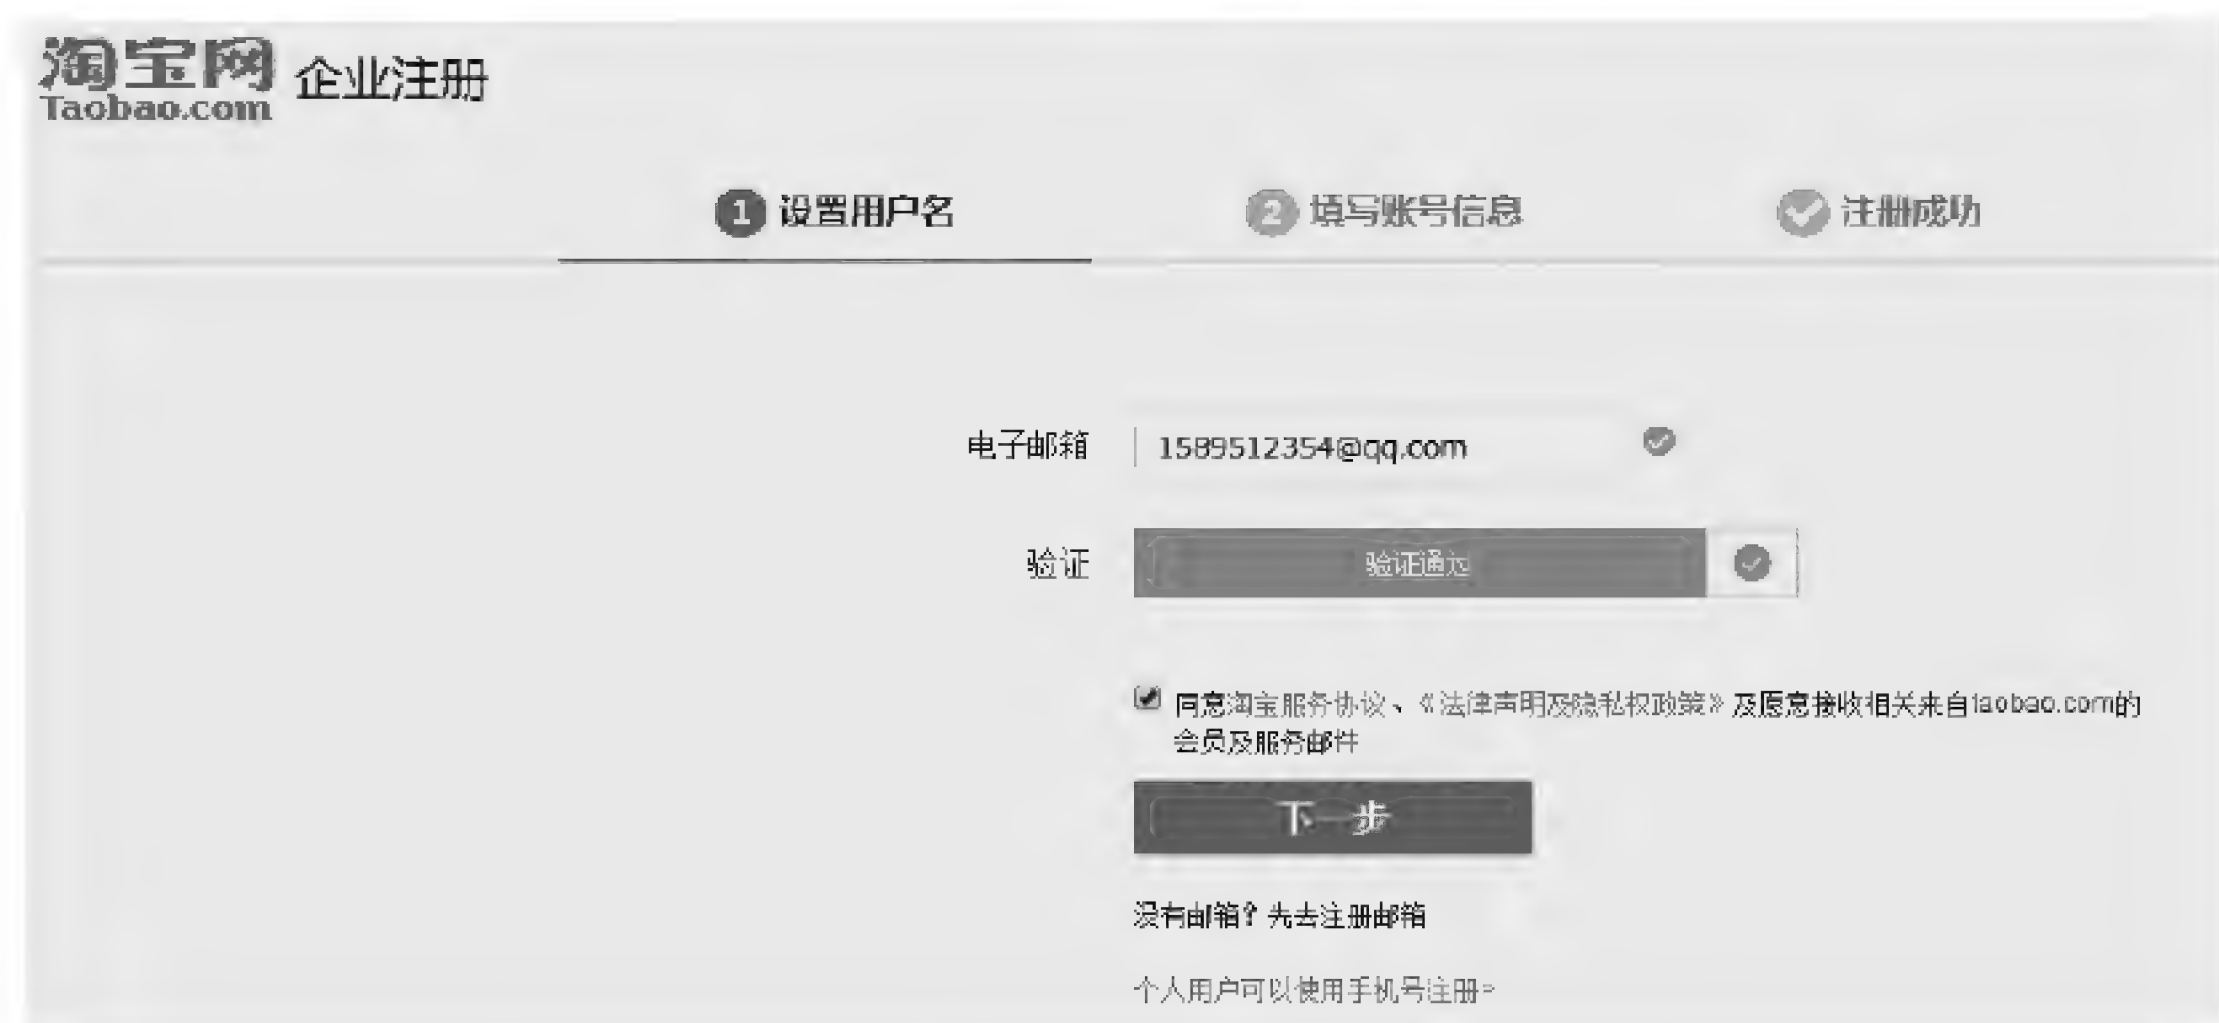 淘宝网 企业注册
Taobao.com
1 设置用户名 2 填写账号信息 注册成功
电子邮箱 1589512354@qq.com
验证 验证通过
同意淘宝服务协议、《法律声明及隐私权政策》及愿意接收相关来自taobao.com的
会员及服务邮件
下一步
没有邮箱？先去注册邮箱
个人用户可以使用手机号注册»